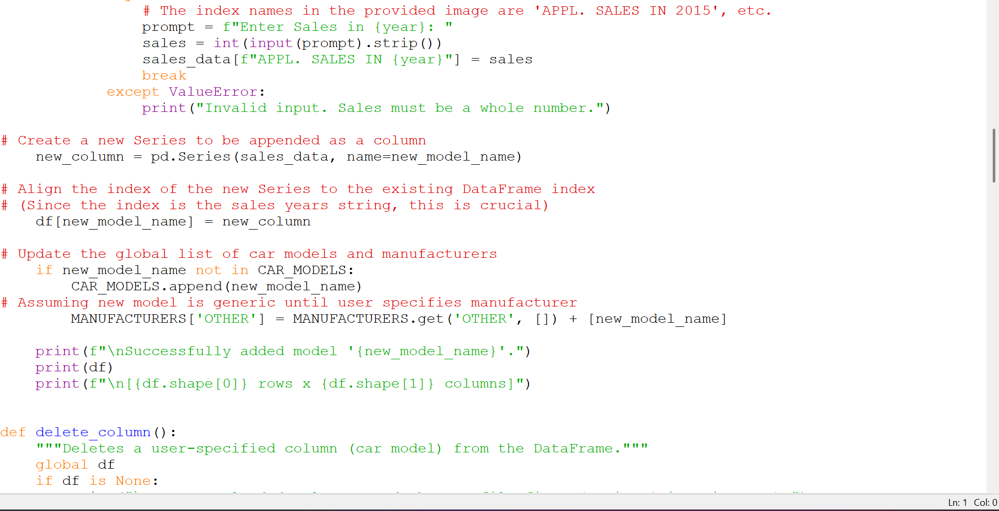 # The index names in the provided image are 'APPL. SALES IN 2015', etc.
                prompt = f"Enter Sales in {year}: "
                sales = int(input(prompt).strip())
                sales_data[f"APPL. SALES IN {year}"] = sales
                break
            except ValueError:
                print("Invalid input. Sales must be a whole number.")

# Create a new Series to be appended as a column
    new_column = pd.Series(sales_data, name=new_model_name)

# Align the index of the new Series to the existing DataFrame index
# (Since the index is the sales years string, this is crucial)
    df[new_model_name] = new_column

# Update the global list of car models and manufacturers
    if new_model_name not in CAR_MODELS:
        CAR_MODELS.append(new_model_name)
# Assuming new model is generic until user specifies manufacturer
        MANUFACTURERS['OTHER'] = MANUFACTURERS.get('OTHER', []) + [new_model_name]

    print(f"\nSuccessfully added model '{new_model_name}'.")
    print(df)
    print(f"\n[{df.shape[0]} rows x {df.shape[1]} columns]")


def delete_column():
    """Deletes a user-specified column (car model) from the DataFrame."""
    global df
    if df is None:
Ln: 1 Col: 0